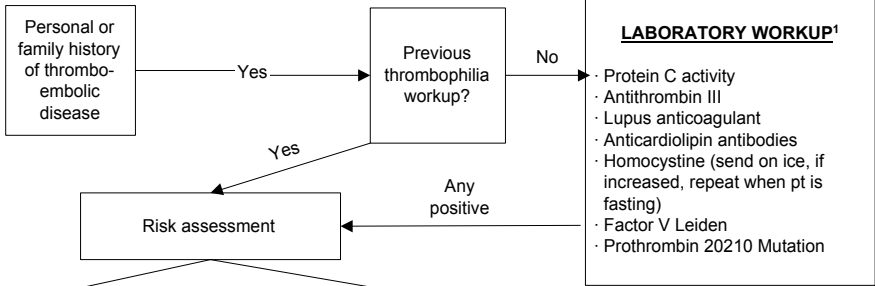 Personal or
family history
of thrombo-
embolic
disease
Yes
Previous
thrombophilia
workup?
No
LABORATORY WORKUP¹
· Protein C activity
· Antithrombin III
· Lupus anticoagulant
· Anticardiolipin antibodies
· Homocystine (send on ice, if
increased, repeat when pt is
fasting)
· Factor V Leiden
· Prothrombin 20210 Mutation
Yes
Any
positive
Risk assessment